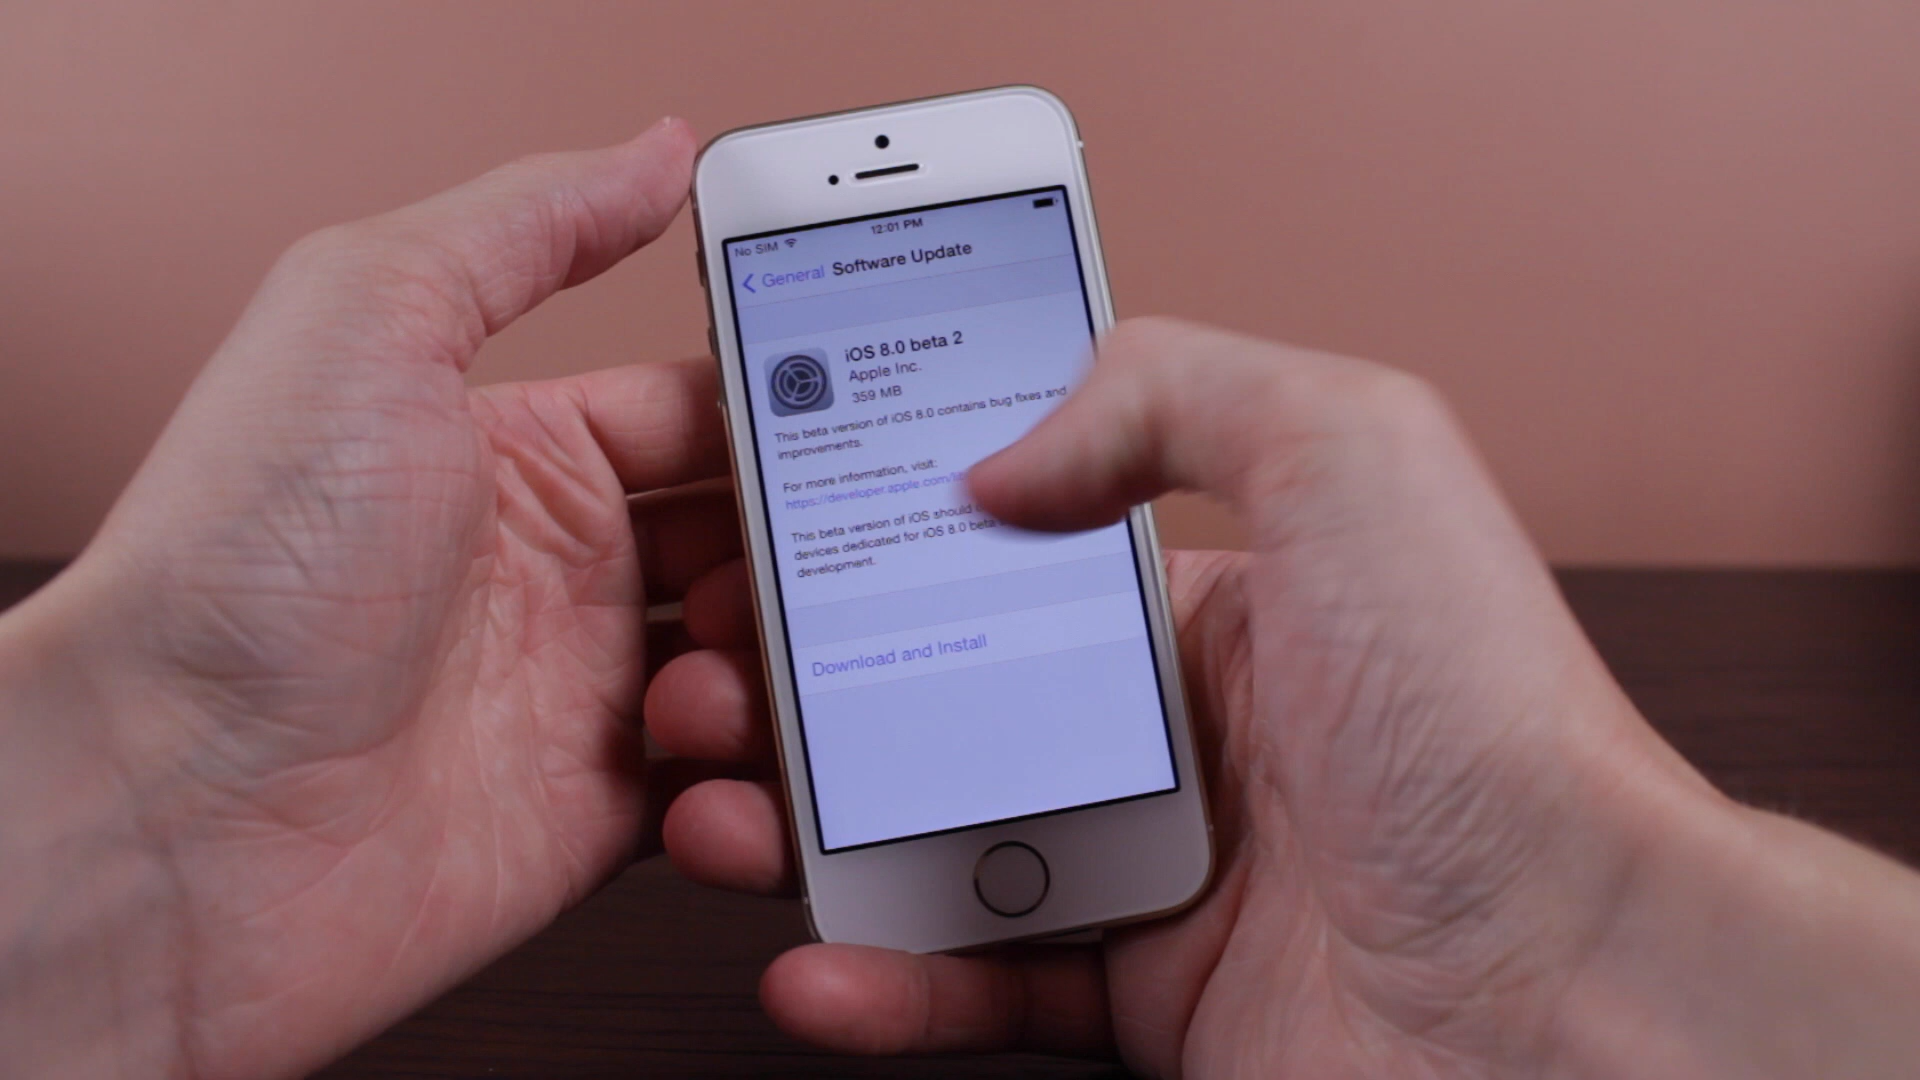 No SIM 12:01 PM
General Software Update
iOS 8.0 beta 2
Apple Inc.
359 MB
This beta version of iOS 8.0 contains bug fixes and
improvements.
For more information, visit:
https://developer.apple.com/
This beta version of iOS should
devices dedicated for iOS 8.0 beta
development.
Download and Install